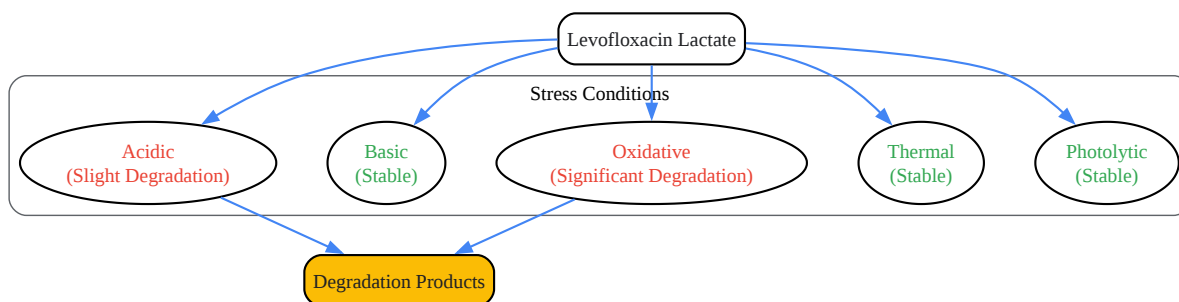 Levofloxacin Lactate
Stress Conditions
Acidic
(Slight Degradation)
Basic
(Stable)
Oxidative
(Significant Degradation)
Thermal
(Stable)
Photolytic
(Stable)
Degradation Products